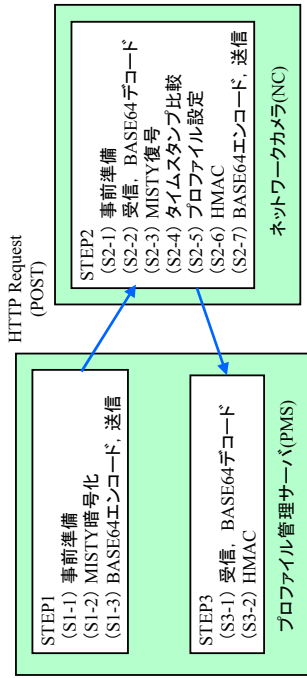 HTTP Request
(POST)
STEP1
(S1-1) 事前準備
(S1-2) MISTY暗号化
(S1-3) BASE64エンコード, 送信
STEP3
(S3-1) 受信, BASE64デコード
(S3-2) HMAC
プロファイル管理サーバ(PMS)
STEP2
(S2-1) 事前準備
(S2-2) 受信, BASE64デコード
(S2-3) MISTY復号
(S2-4) タイムスタンプ比較
(S2-5) プロファイル設定
(S2-6) HMAC
(S2-7) BASE64エンコード, 送信
ネットワークカメラ(NC)